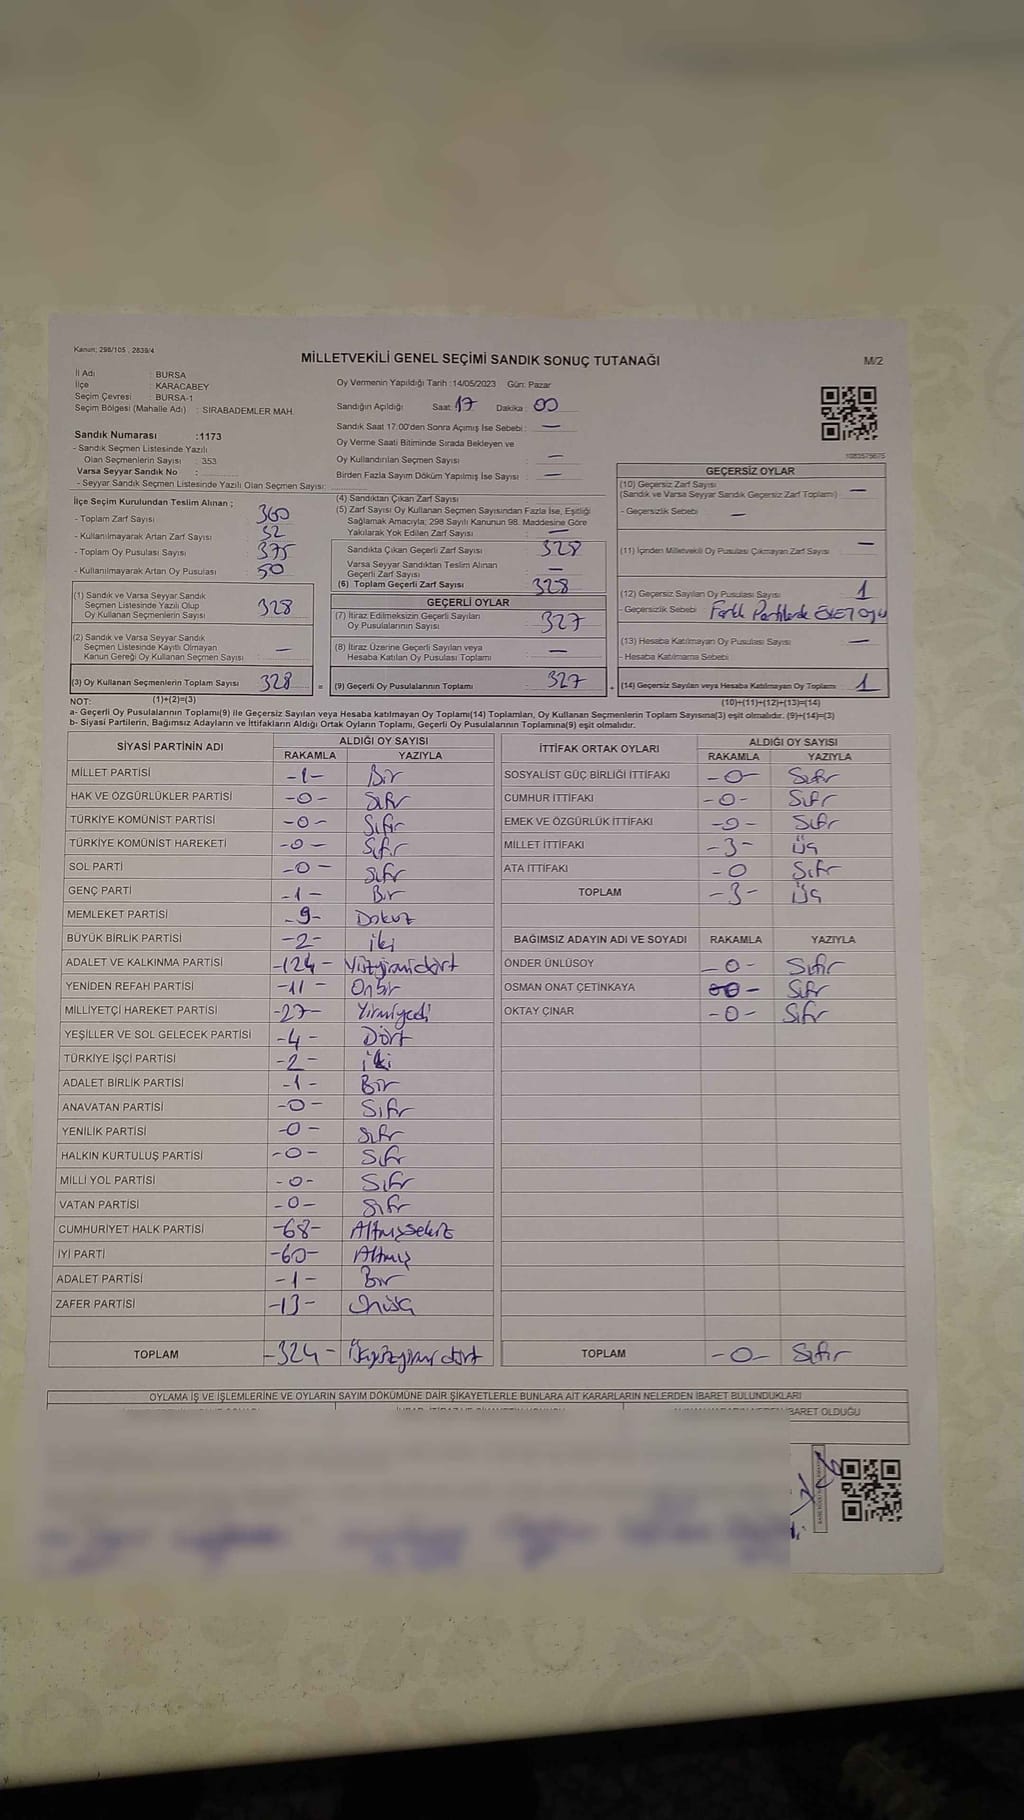 Kanun; 298/105 , 2839/4
MİLLETVEKİLİ GENEL SEÇİMİ SANDIK SONUÇ TUTANAĞI
M/2
İl Adı : BURSA
İlçe : KARACABEY
Seçim Çevresi : BURSA-1
Seçim Bölgesi (Mahalle Adı) : SIRABADEMLER MAH.
Sandık Numarası :1173
- Sandık Seçmen Listesinde Yazılı
Olan Seçmenlerin Sayısı : 353
Varsa Seyyar Sandık No :
- Seyyar Sandık Seçmen Listesinde Yazılı Olan Seçmen Sayısı:
Oy Vermenin Yapıldığı Tarih :14/05/2023 Gün: Pazar
Sandığın Açıldığı Saat: 17 Dakika : 00
Sandık Saat 17:00'den Sonra Açımış İse Sebebi : —
Oy Verme Saati Bitiminde Sırada Bekleyen ve
Oy Kullandırılan Seçmen Sayısı : —
Birden Fazla Sayım Döküm Yapılmış İse Sayısı : —
1083575675
İlçe Seçim Kurulundan Teslim Alınan ;
- Toplam Zarf Sayısı : 360
- Kullanılmayarak Artan Zarf Sayısı : 32
- Toplam Oy Pusulası Sayısı : 375
- Kullanılmayarak Artan Oy Pusulası : 50
(1) Sandık ve Varsa Seyyar Sandık
Seçmen Listesinde Yazılı Olup
Oy Kullanan Seçmenlerin Sayısı : 328
(2) Sandık ve Varsa Seyyar Sandık
Seçmen Listesinde Kayıtlı Olmayan
Kanun Gereği Oy Kullanan Seçmen Sayısı : —
(3) Oy Kullanan Seçmenlerin Toplam Sayısı 328 =
(4) Sandıktan Çıkan Zarf Sayısı :
(5) Zarf Sayısı Oy Kullanan Seçmen Sayısından Fazla İse, Eşitliği
Sağlamak Amacıyla; 298 Sayılı Kanunun 98. Maddesine Göre
Yakılarak Yok Edilen Zarf Sayısı : —
Sandıkta Çıkan Geçerli Zarf Sayısı : 328
Varsa Seyyar Sandıktan Teslim Alınan
Geçerli Zarf Sayısı : —
(6) Toplam Geçerli Zarf Sayısı : 328
GEÇERLİ OYLAR
(7) İtiraz Edilmeksizin Geçerli Sayılan
Oy Pusulalarının Sayısı : 327
(8) İtiraz Üzerine Geçerli Sayılan veya
Hesaba Katılan Oy Pusulası Toplamı : —
(9) Geçerli Oy Pusulalarının Toplamı : 327 +
GEÇERSİZ OYLAR
(10) Geçersiz Zarf Sayısı
(Sandık ve Varsa Seyyar Sandık Geçersiz Zarf Toplamı) : —
- Geçersizlik Sebebi : —
(11) İçinden Milletvekili Oy Pusulası Çıkmayan Zarf Sayısı : —
(12) Geçersiz Sayılan Oy Pusulası Sayısı : 1
- Geçersizlik Sebebi :
(13) Hesaba Katılmayan Oy Pusulası Sayısı : —
- Hesaba Katılmama Sebebi :
(14) Geçersiz Sayılan veya Hesaba Katılmayan Oy Toplamı : 1
NOT: (1)+(2)=(3) (10)+(11)+(12)+(13)=(14)
a- Geçerli Oy Pusulalarının Toplamı(9) ile Geçersiz Sayılan veya Hesaba katılmayan Oy Toplamı(14) Toplamları, Oy Kullanan Seçmenlerin Toplam Sayısına(3) eşit olmalıdır. (9)+(14)=(3)
b- Siyasi Partilerin, Bağımsız Adayların ve İttifakların Aldığı Ortak Oyların Toplamı, Geçerli Oy Pusulalarının Toplamına(9) eşit olmalıdır.
SİYASİ PARTİNİN ADI ALDIĞI OY SAYISI
RAKAMLA YAZIYLA
MİLLET PARTİSİ -1- Bir
HAK VE ÖZGÜRLÜKLER PARTİSİ -0- Sıfır
TÜRKİYE KOMÜNİST PARTİSİ -0- Sıfır
TÜRKİYE KOMÜNİST HAREKETİ -0- Sıfır
SOL PARTİ -0- Sıfır
GENÇ PARTİ -1- Bir
MEMLEKET PARTİSİ -9- Dokuz
BÜYÜK BİRLİK PARTİSİ -2- iki
ADALET VE KALKINMA PARTİSİ -124- Yüzyirmidört
YENİDEN REFAH PARTİSİ -11- Onbir
MİLLİYETÇİ HAREKET PARTİSİ -27- Yirmiyedi
YEŞİLLER VE SOL GELECEK PARTİSİ -4- Dört
TÜRKİYE İŞÇİ PARTİSİ -2- iki
ADALET BİRLİK PARTİSİ -1- Bir
ANAVATAN PARTİSİ -0- Sıfır
YENİLİK PARTİSİ -0- Sıfır
HALKIN KURTULUŞ PARTİSİ -0- Sıfır
MİLLİ YOL PARTİSİ -0- Sıfır
VATAN PARTİSİ -0- Sıfır
CUMHURİYET HALK PARTİSİ -68- Altmışsekiz
İYİ PARTİ -60- Altmış
ADALET PARTİSİ -1- Bir
ZAFER PARTİSİ -13- Onüç
TOPLAM -324- Üçyüzyirmi dört
İTTİFAK ORTAK OYLARI ALDIĞI OY SAYISI
RAKAMLA YAZIYLA
SOSYALİST GÜÇ BİRLİĞİ İTTİFAKI -0- Sıfır
CUMHUR İTTİFAKI -0- Sıfır
EMEK VE ÖZGÜRLÜK İTTİFAKI -0- Sıfır
MİLLET İTTİFAKI -3- Üç
ATA İTTİFAKI -0 Sıfır
TOPLAM -3- Üç
BAĞIMSIZ ADAYIN ADI VE SOYADI RAKAMLA YAZIYLA
ÖNDER ÜNLÜSOY -0- Sıfır
OSMAN ONAT ÇETİNKAYA 00- Sıfır
OKTAY ÇINAR -0- Sıfır
TOPLAM -0- Sıfır
OYLAMA İŞ VE İŞLEMLERİNE VE OYLARIN SAYIM DÖKÜMÜNE DAİR ŞİKAYETLERLE BUNLARA AİT KARARLARIN NELERDEN İBARET BULUNDUKLARI
İBARET OLDUĞU